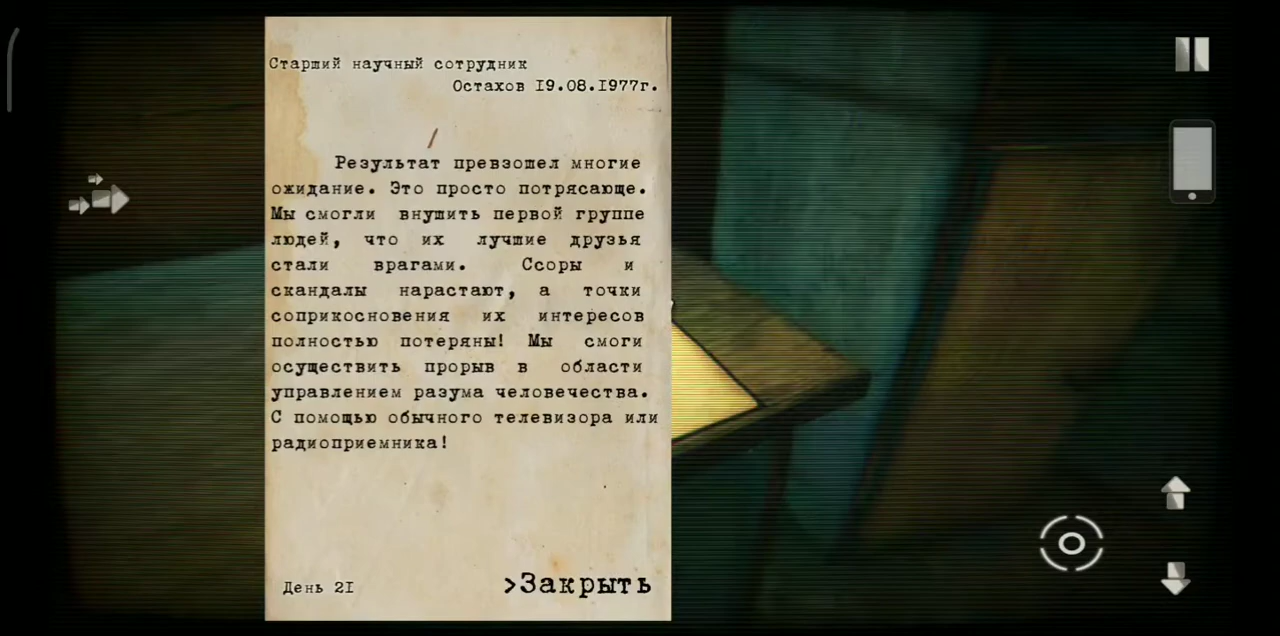 Старший научный сотрудник
Остахов 19.08.1977г.
Результат превзошел многие
ожидание. Это просто потрясающе.
Мы смогли внушить первой группе
людей, что их лучшие друзья
стали врагами. Ссоры и
скандалы нарастают, а точки
соприкосновения их интересов
полностью потеряны! Мы смоги
осуществить прорыв в области
управлением разума человечества.
С помощью обычного телевизора или
радиоприемника!
День 21
>Закрыть